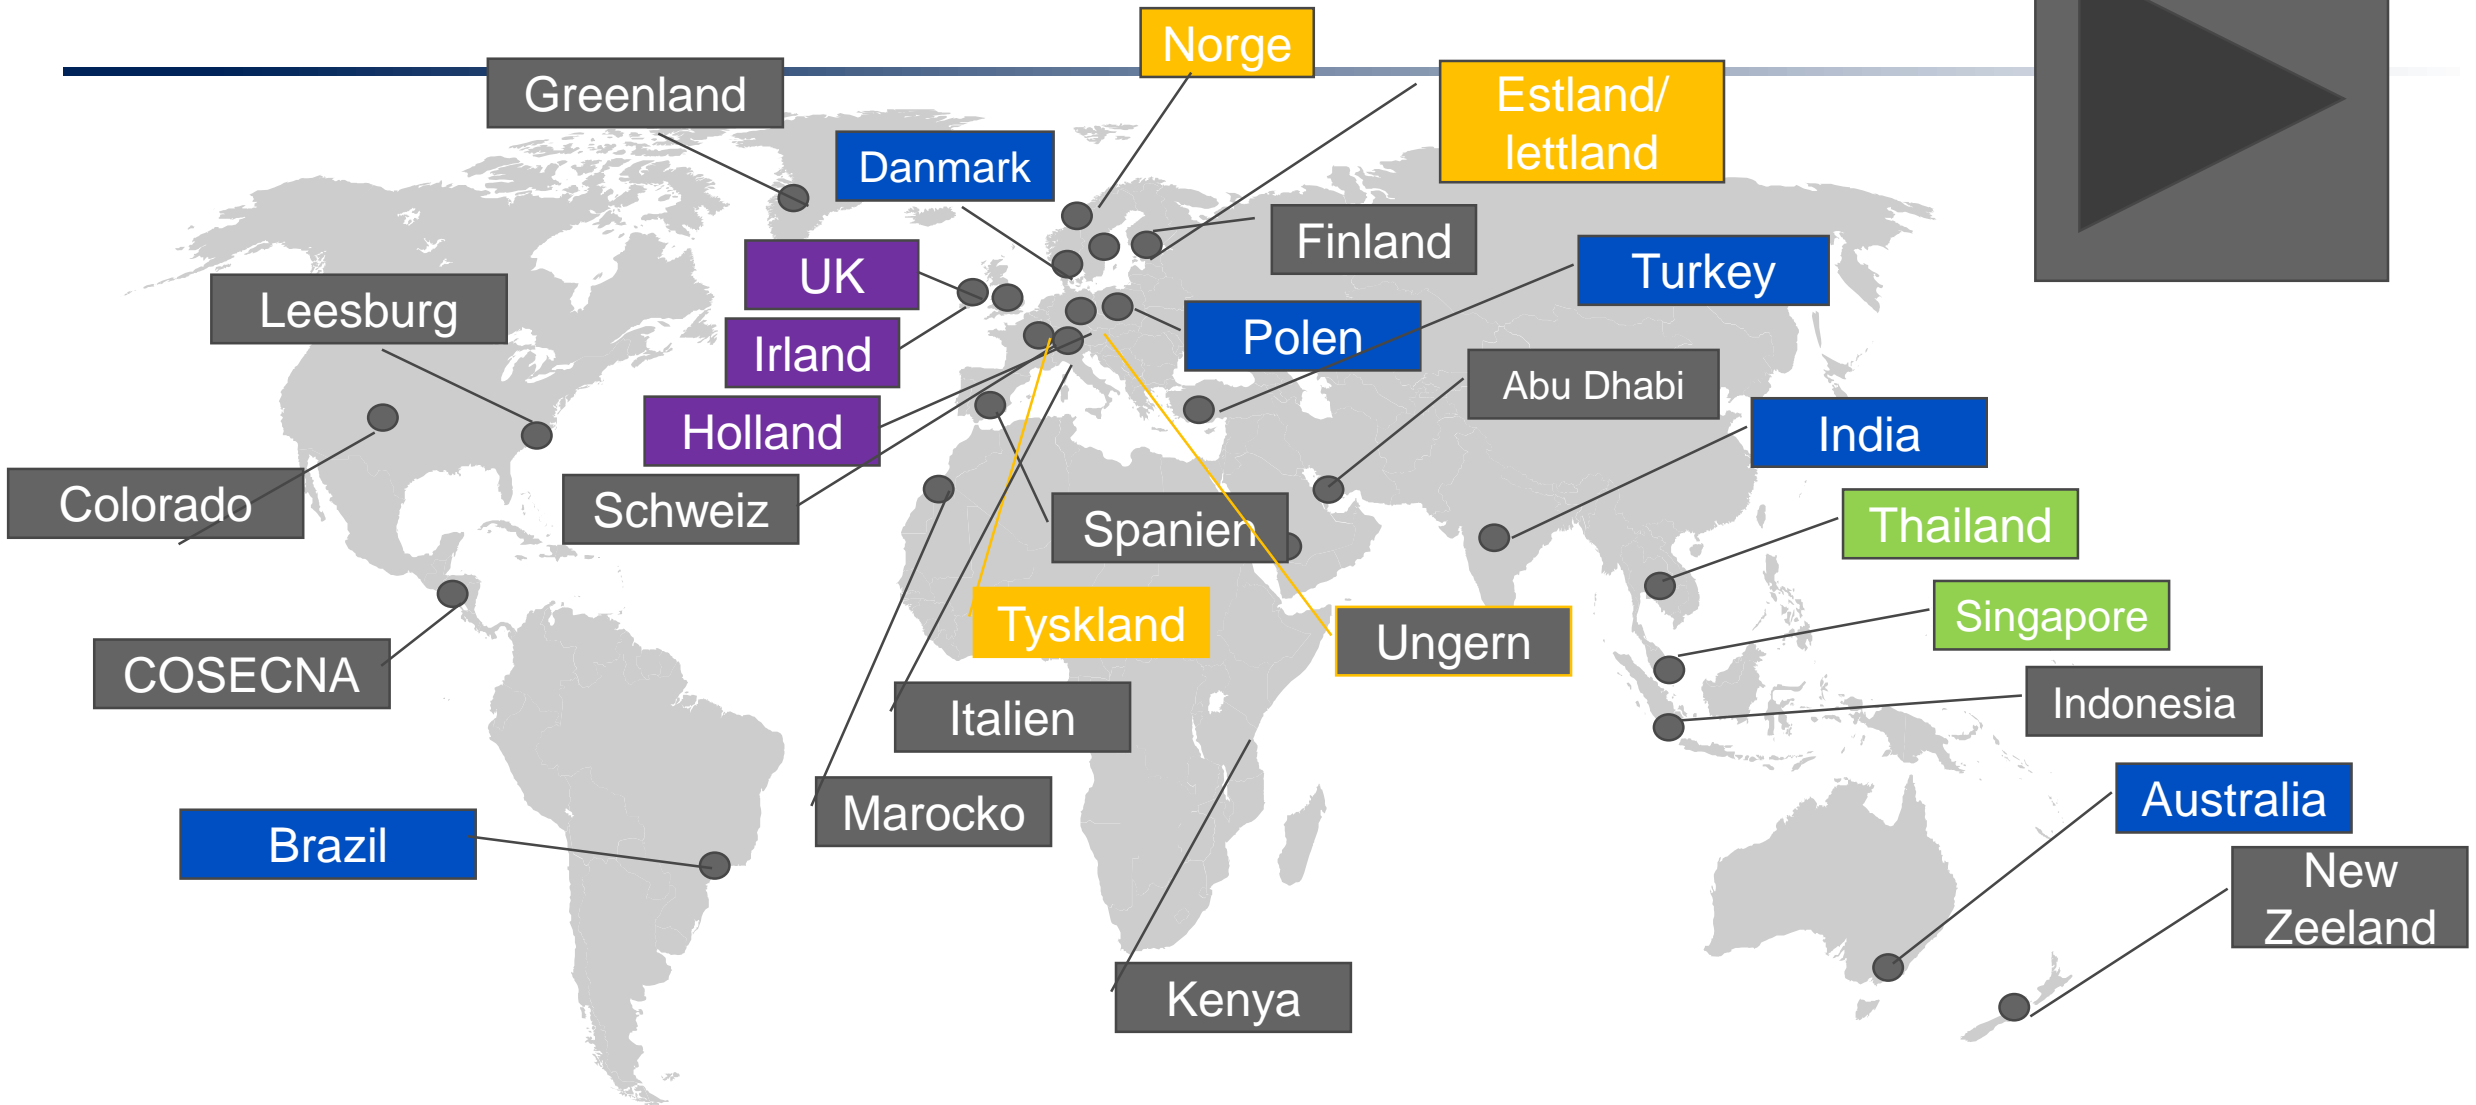 Norge
Greenland
Estland/
lettland
Danmark
Finland
UK
Turkey
Leesburg
Polen
Irland
Abu Dhabi
Holland
India
Colorado
Schweiz
Spanien
Thailand
Tyskland
Ungern
Singapore
COSECNA
Italien
Indonesia
Marocko
Australia
Brazil
New
Zeeland
Kenya